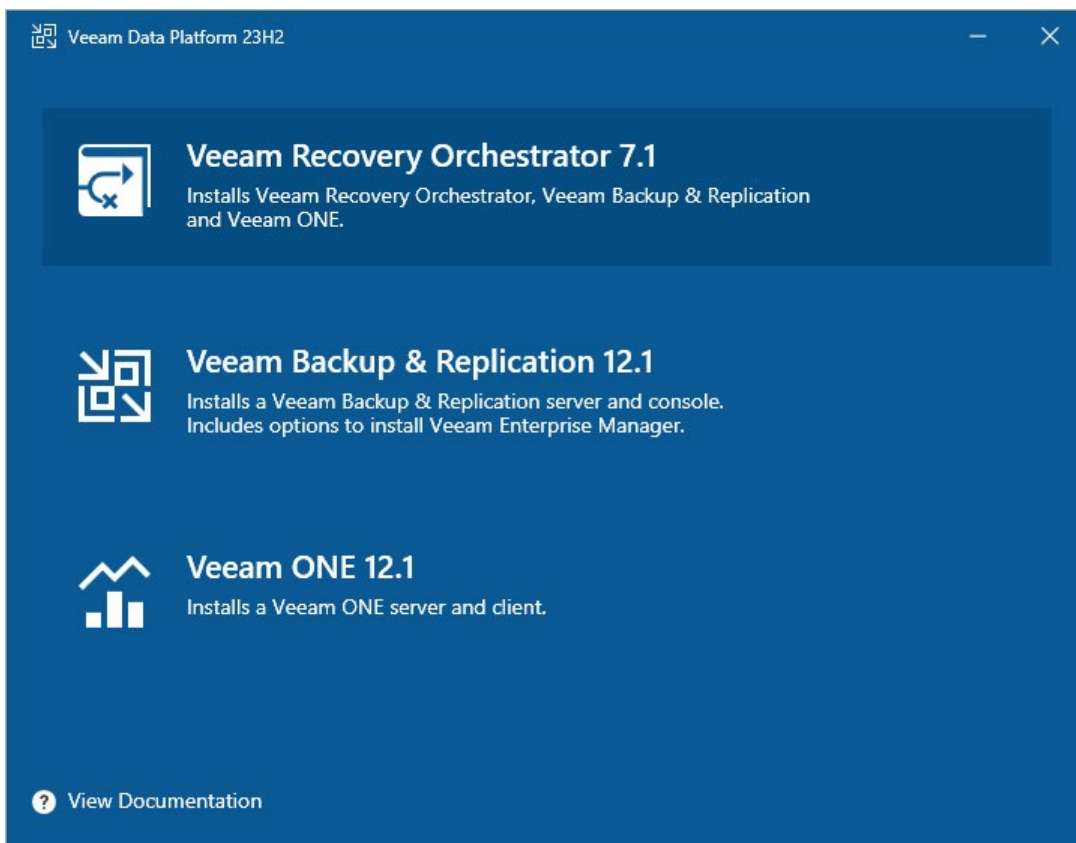 Veeam Data Platform 23H2
Veeam Recovery Orchestrator 7.1
Installs Veeam Recovery Orchestrator, Veeam Backup & Replication
and Veeam ONE.
Veeam Backup & Replication 12.1
Installs a Veeam Backup & Replication server and console.
Includes options to install Veeam Enterprise Manager.
Veeam ONE 12.1
Installs a Veeam ONE server and client.
? View Documentation